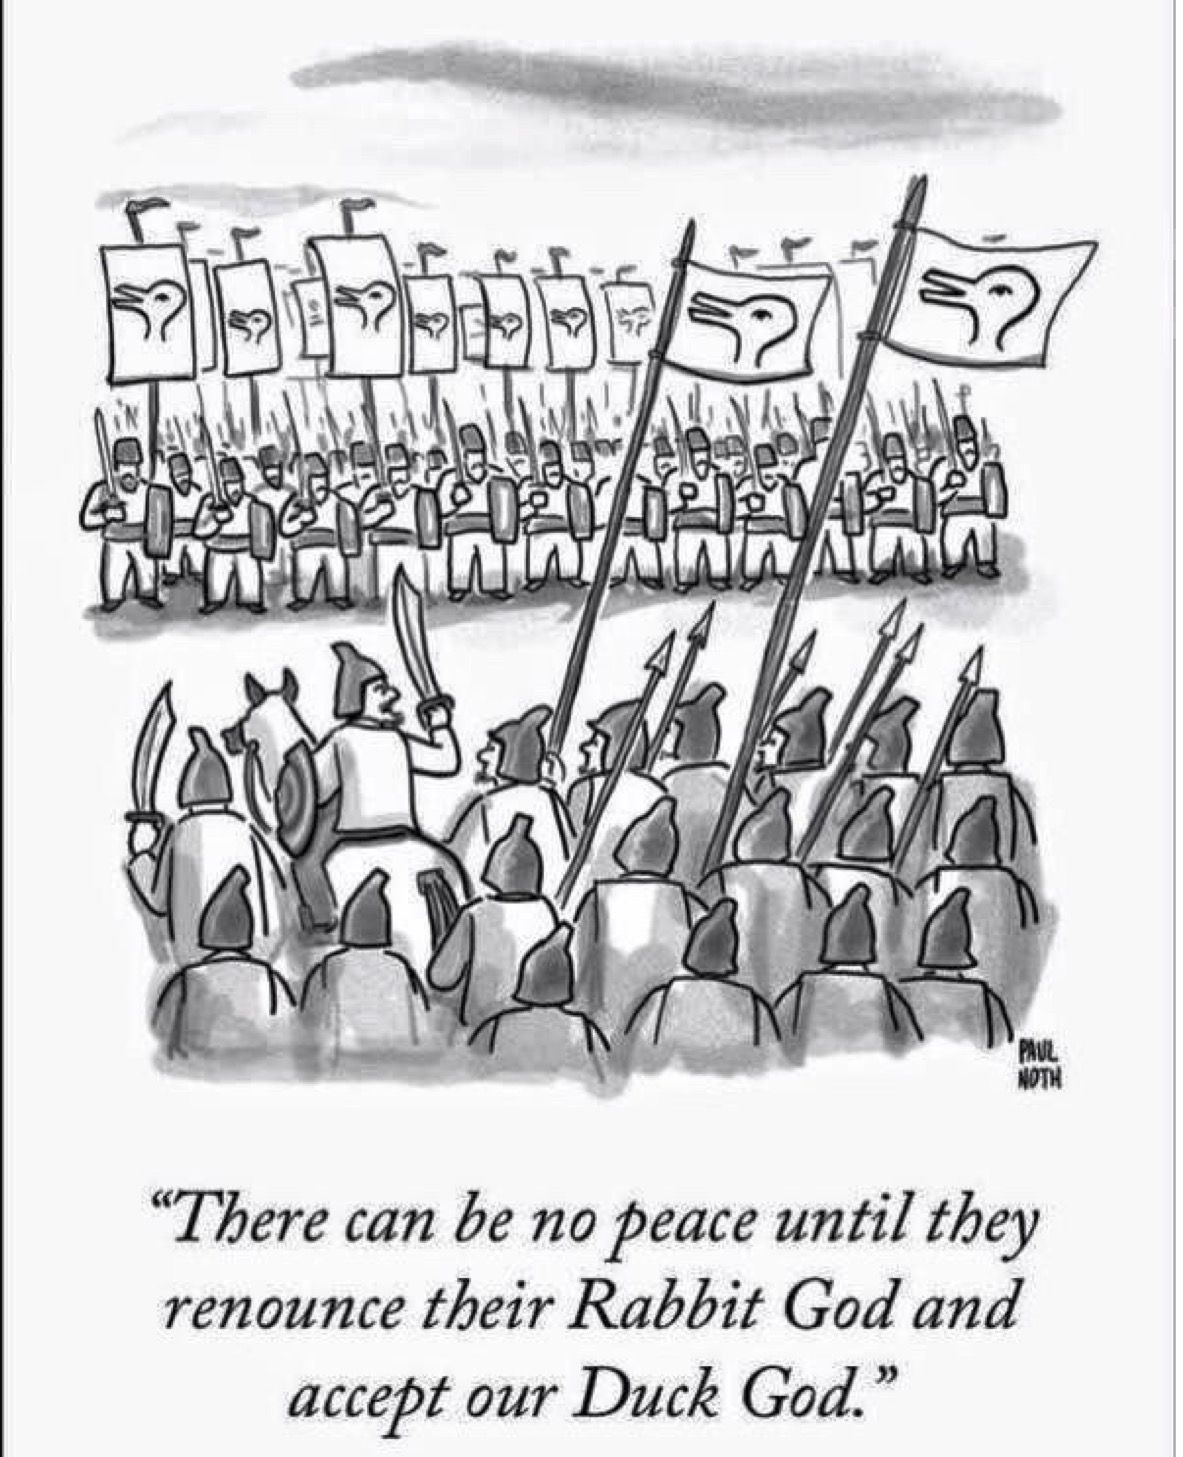 PAUL
NOTH
“There can be no peace until they
renounce their Rabbit God and
accept our Duck God.”